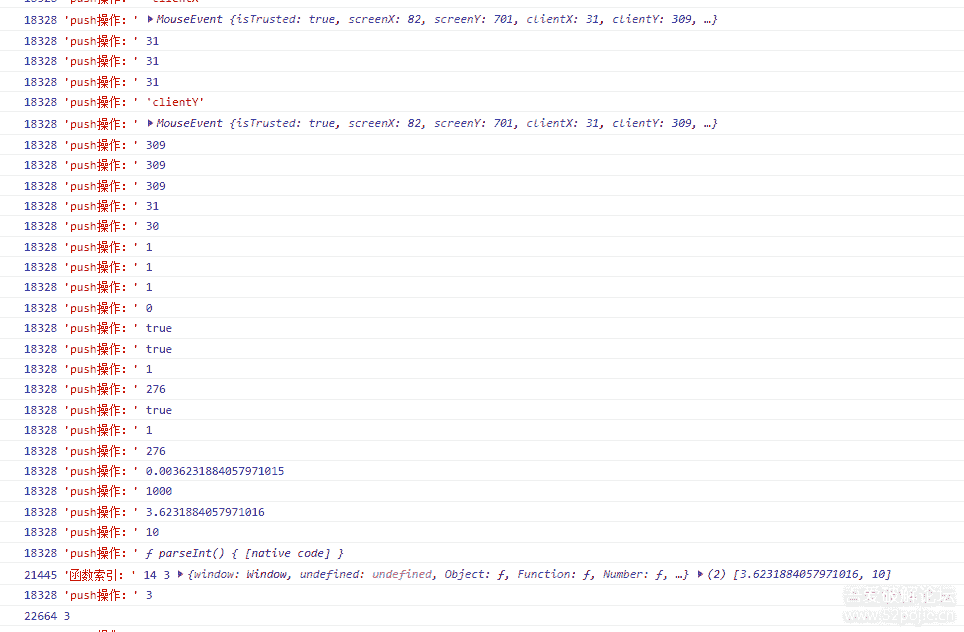 18328 'push操作: ' ▶MouseEvent {isTrusted: true, screenX: 82, screenY: 701, clientX: 31, clientY: 309, …}
18328 'push操作: ' 31
18328 'push操作: ' 31
18328 'push操作: ' 31
18328 'push操作: ' 'clientY'
18328 'push操作: ' ▶MouseEvent {isTrusted: true, screenX: 82, screenY: 701, clientX: 31, clientY: 309, …}
18328 'push操作: ' 309
18328 'push操作: ' 309
18328 'push操作: ' 309
18328 'push操作: ' 31
18328 'push操作: ' 30
18328 'push操作: ' 1
18328 'push操作: ' 1
18328 'push操作: ' 1
18328 'push操作: ' 0
18328 'push操作: ' true
18328 'push操作: ' true
18328 'push操作: ' 1
18328 'push操作: ' 276
18328 'push操作: ' true
18328 'push操作: ' 1
18328 'push操作: ' 276
18328 'push操作: ' 0.0036231884057971015
18328 'push操作: ' 1000
18328 'push操作: ' 3.6231884057971016
18328 'push操作: ' 10
18328 'push操作: ' ƒ parseInt() { [native code] }
21445 '函数索引: ' 14 3 ▶{window: Window, undefined: undefined, Object: ƒ, Function: ƒ, Number: ƒ, …} ▶(2) [3.6231884057971016, 10]
18328 'push操作: ' 3
22664 3
吾爱破解论坛
www.52pojie.cn